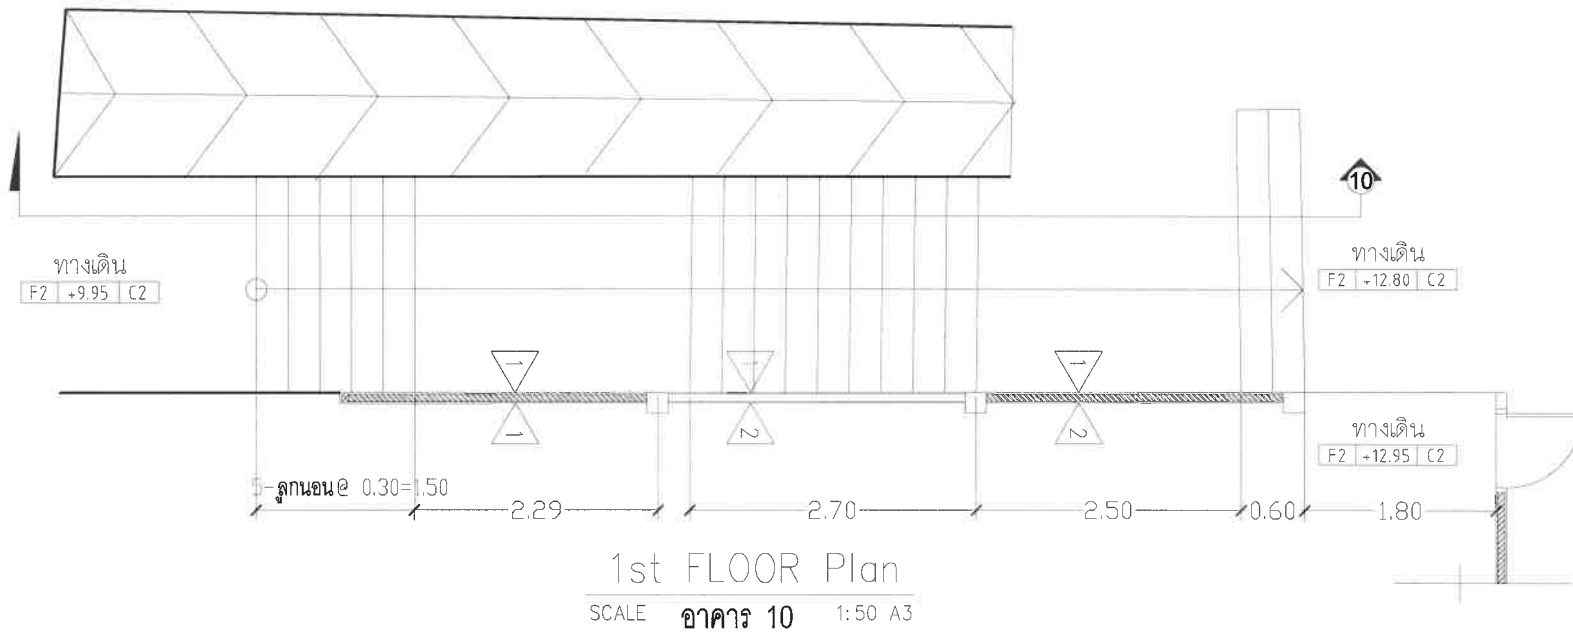 10
ทางเดิน
F2 +9.95 C2
ทางเดิน
F2 +12.80 C2
1
1
1
1
2
2
ทางเดิน
F2 +12.95 C2
5-ลูกนอน@ 0.30=1.50
2.29
2.70
2.50
0.60
1.80
1st FLOOR Plan
SCALE อาคาร 10 1:50 A3